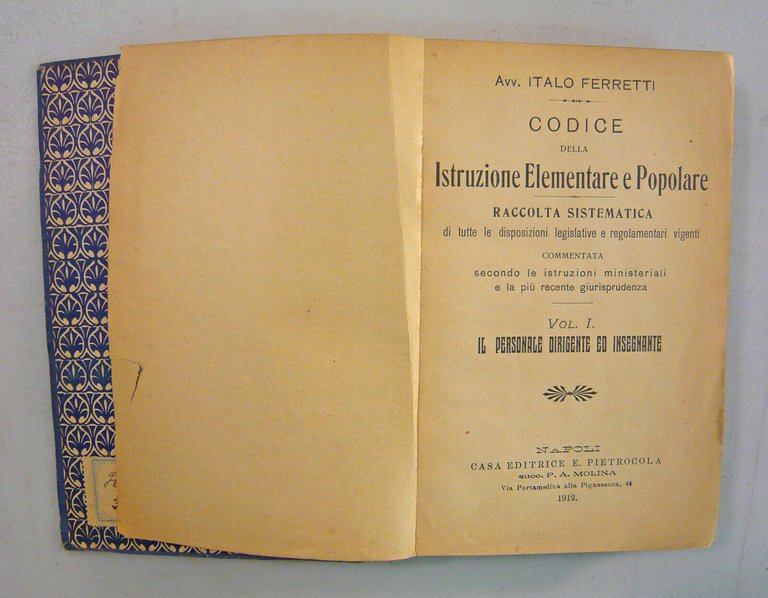 Avv. ITALO FERRETTI
CODICE
DELLA
Istruzione Elementare e Popolare
RACCOLTA SISTEMATICA
di tutte le disposizioni legislative e regolamentari vigenti
COMMENTATA
secondo le istruzioni ministeriali
e la più recente giurisprudenza
VOL. I.
IL PERSONALE DIRIGENTE ED INSEGNANTE
NAPOLI
CASA EDITRICE E. PIETROCOLA
succ. P. A. MOLINA
Via Portamedina alla Pignasecca, 44
1912.